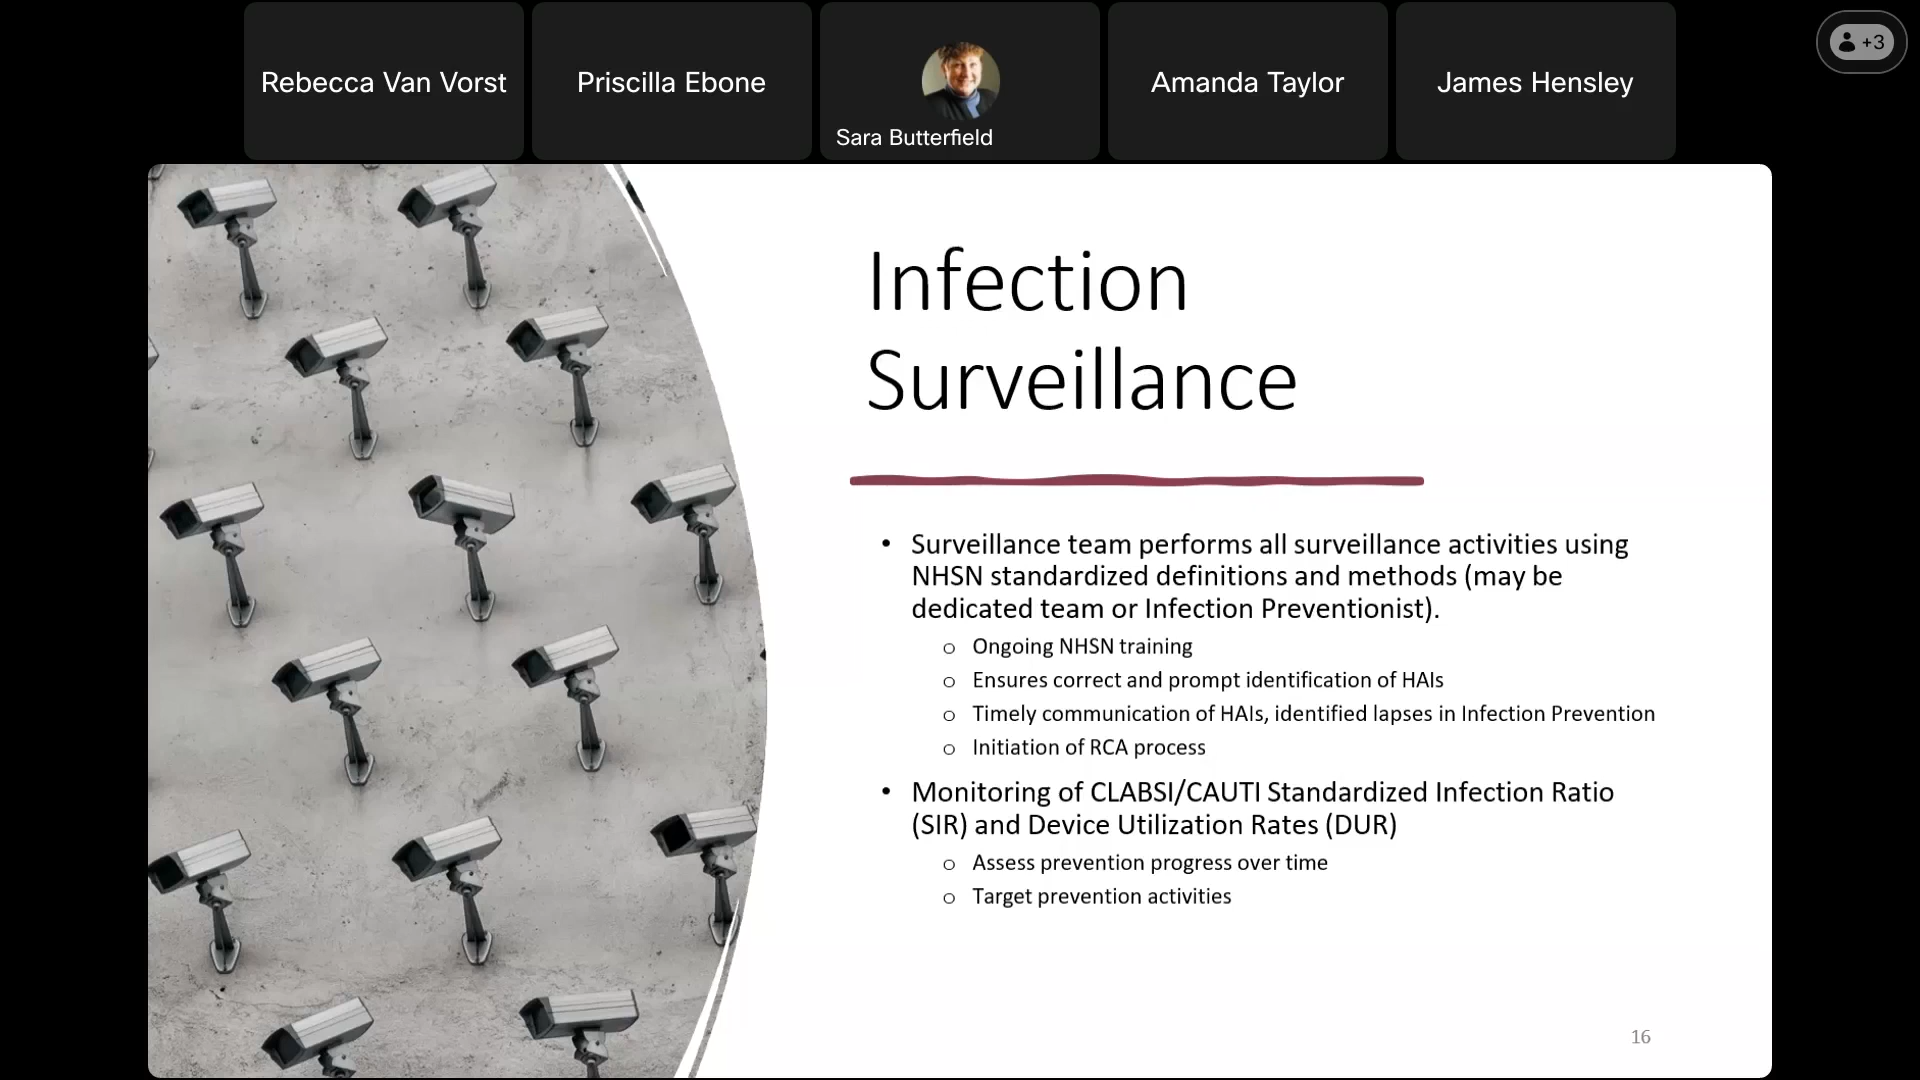 Rebecca Van Vorst
Priscilla Ebone
Sara Butterfield
Amanda Taylor
James Hensley
+3
Infection
Surveillance
• Surveillance team performs all surveillance activities using
NHSN standardized definitions and methods (may be
dedicated team or Infection Preventionist).
o Ongoing NHSN training
o Ensures correct and prompt identification of HAIs
o Timely communication of HAIs, identified lapses in Infection Prevention
o Initiation of RCA process
• Monitoring of CLABSI/CAUTI Standardized Infection Ratio
(SIR) and Device Utilization Rates (DUR)
o Assess prevention progress over time
o Target prevention activities
16